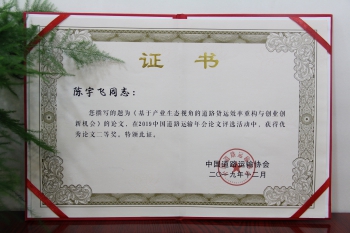 证书
陈宇飞同志:
您撰写的题为《基于产业生态视角的道路货运效率重构与创业创
新机会》的论文,在2019中国道路运输年会论文评选活动中,获得优
秀论文二等奖。特颁此证。
中国道路运输协会
二〇一九年十二月